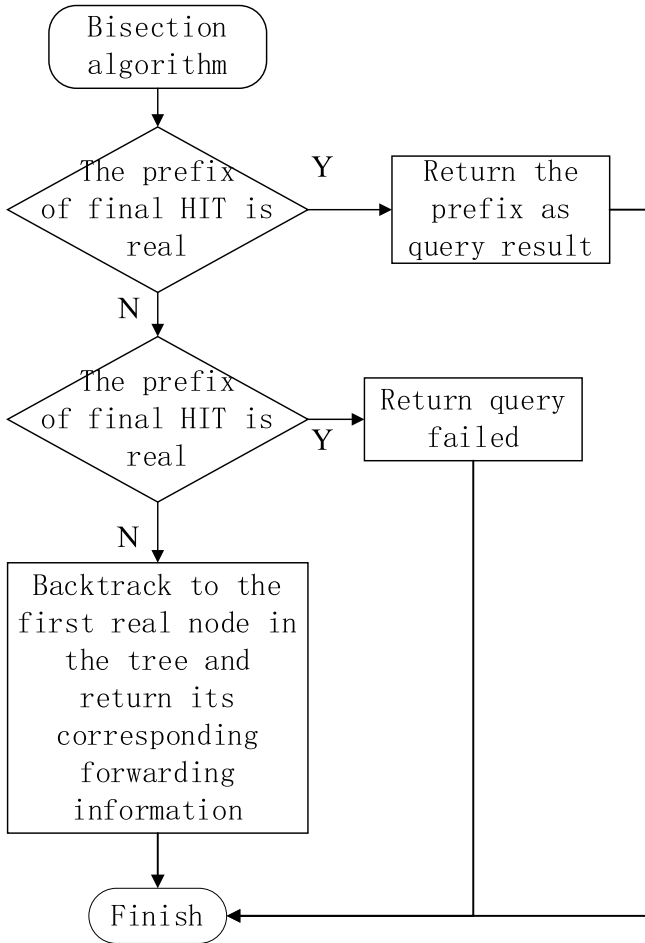 Bisection
algorithm
The prefix
of final HIT is
real
Y
Return the
prefix as
query result
N
The prefix
of final HIT is
real
Y
Return query
failed
N
Backtrack to the
first real node in
the tree and
return its
corresponding
forwarding
information
Finish